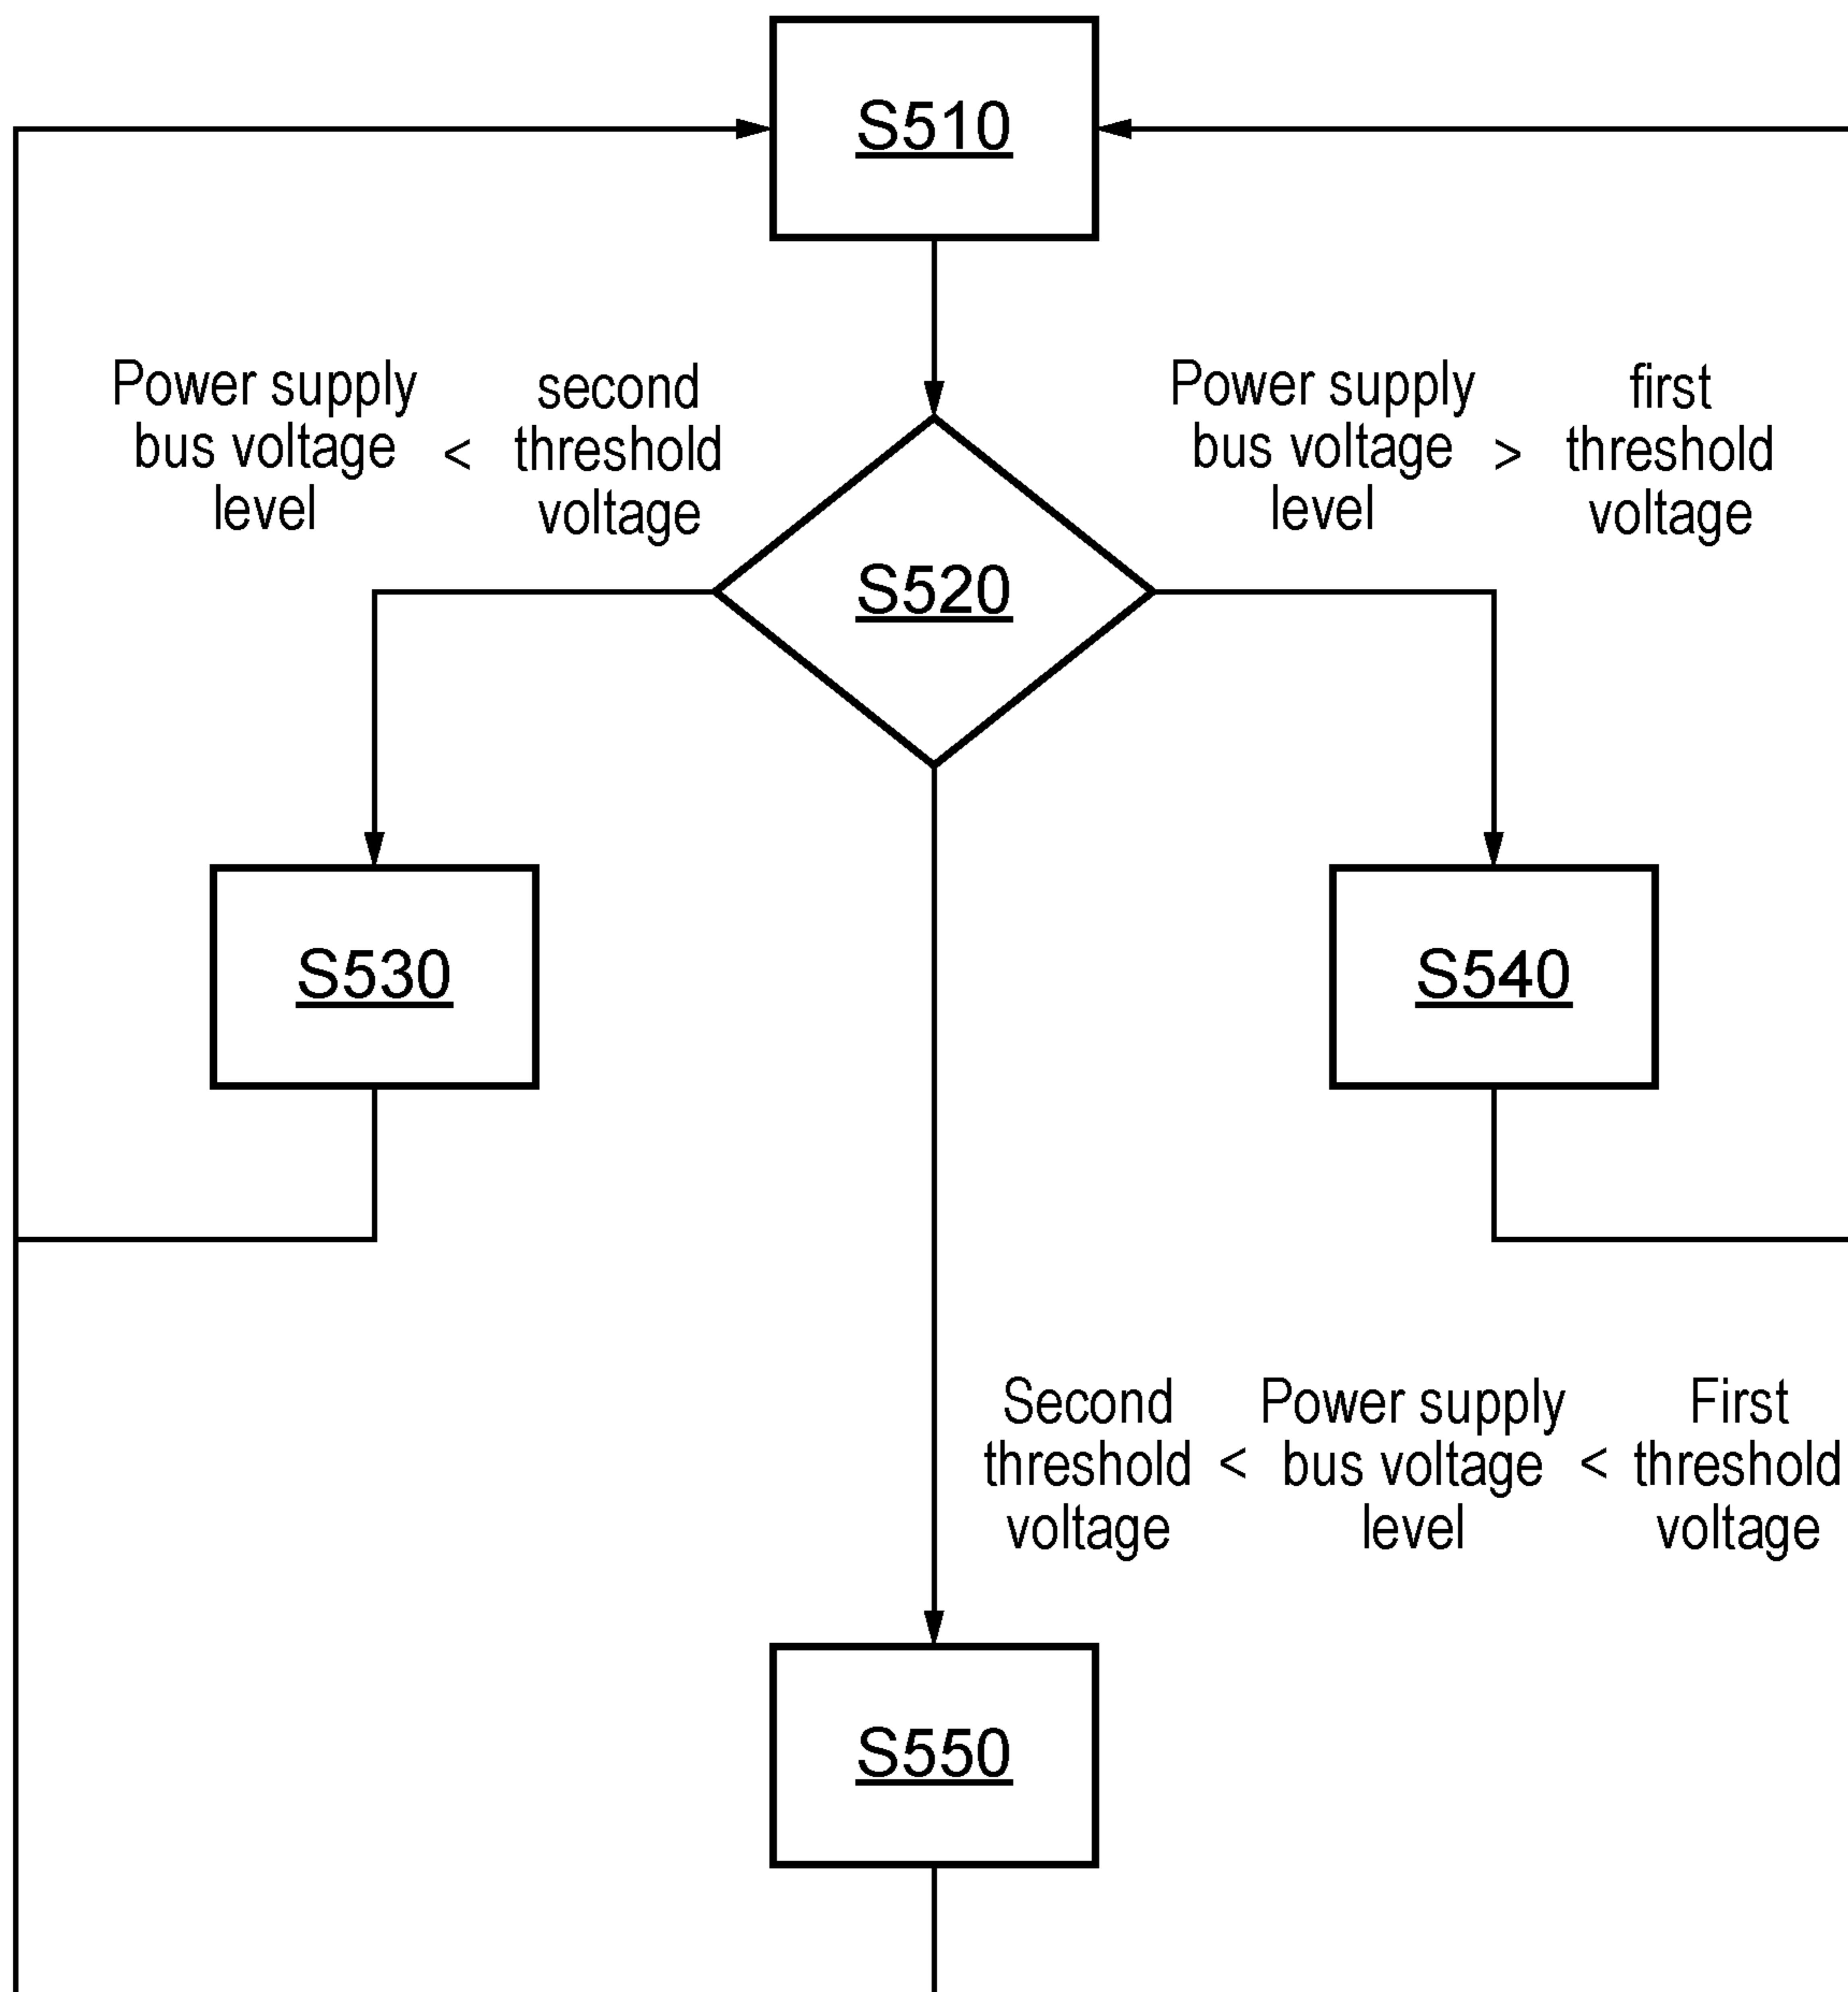 S510
Power supply
bus voltage
level
<
second
threshold
voltage
Power supply
bus voltage
level
>
first
threshold
voltage
S520
S530
S540
Second
threshold
voltage
<
Power supply
bus voltage
level
<
First
threshold
voltage
S550